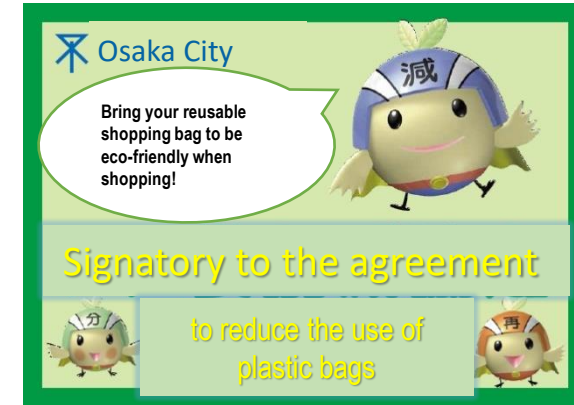 Osaka City
減
Bring your reusable
shopping bag to be
eco-friendly when
shopping!
Signatory to the agreement
分
to reduce the use of
plastic bags
再